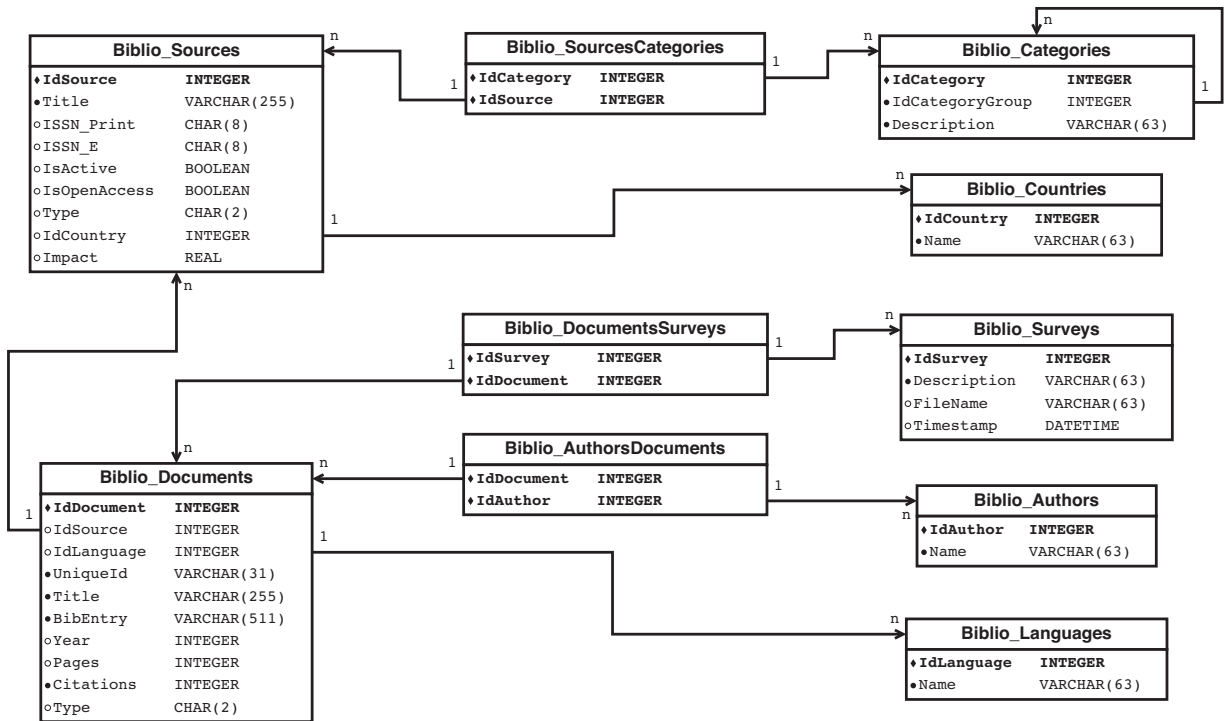 Biblio_Sources
IdSource INTEGER
Title VARCHAR(255)
ISSN_Print CHAR(8)
ISSN_E CHAR(8)
IsActive BOOLEAN
IsOpenAccess BOOLEAN
Type CHAR(2)
IdCountry INTEGER
Impact REAL
n
1
Biblio_SourcesCategories
IdCategory INTEGER
IdSource INTEGER
1
n
n
Biblio_Categories
IdCategory INTEGER
IdCategoryGroup INTEGER
Description VARCHAR(63)
1
1
n
Biblio_Countries
IdCountry INTEGER
Name VARCHAR(63)
n
Biblio_DocumentsSurveys
IdSurvey INTEGER
IdDocument INTEGER
1
1
n
Biblio_Surveys
IdSurvey INTEGER
Description VARCHAR(63)
FileName VARCHAR(63)
Timestamp DATETIME
n
Biblio_Documents
IdDocument INTEGER
IdSource INTEGER
IdLanguage INTEGER
UniqueId VARCHAR(31)
Title VARCHAR(255)
BibEntry VARCHAR(511)
Year INTEGER
Pages INTEGER
Citations INTEGER
Type CHAR(2)
1
n
1
Biblio_AuthorsDocuments
IdDocument INTEGER
IdAuthor INTEGER
1
n
Biblio_Authors
IdAuthor INTEGER
Name VARCHAR(63)
1
n
Biblio_Languages
IdLanguage INTEGER
Name VARCHAR(63)